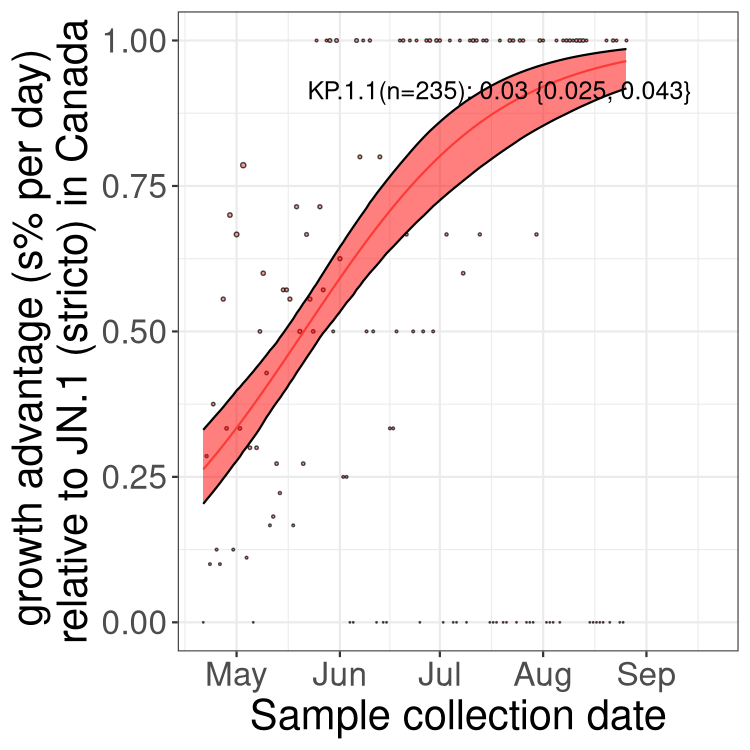 growth advantage (s% per day)
relative to JN.1 (stricto) in Canada
1.00
0.75
0.50
0.25
0.00
KP.1.1(n=235): 0.03 {0.025, 0.043}
May Jun Jul Aug Sep
Sample collection date